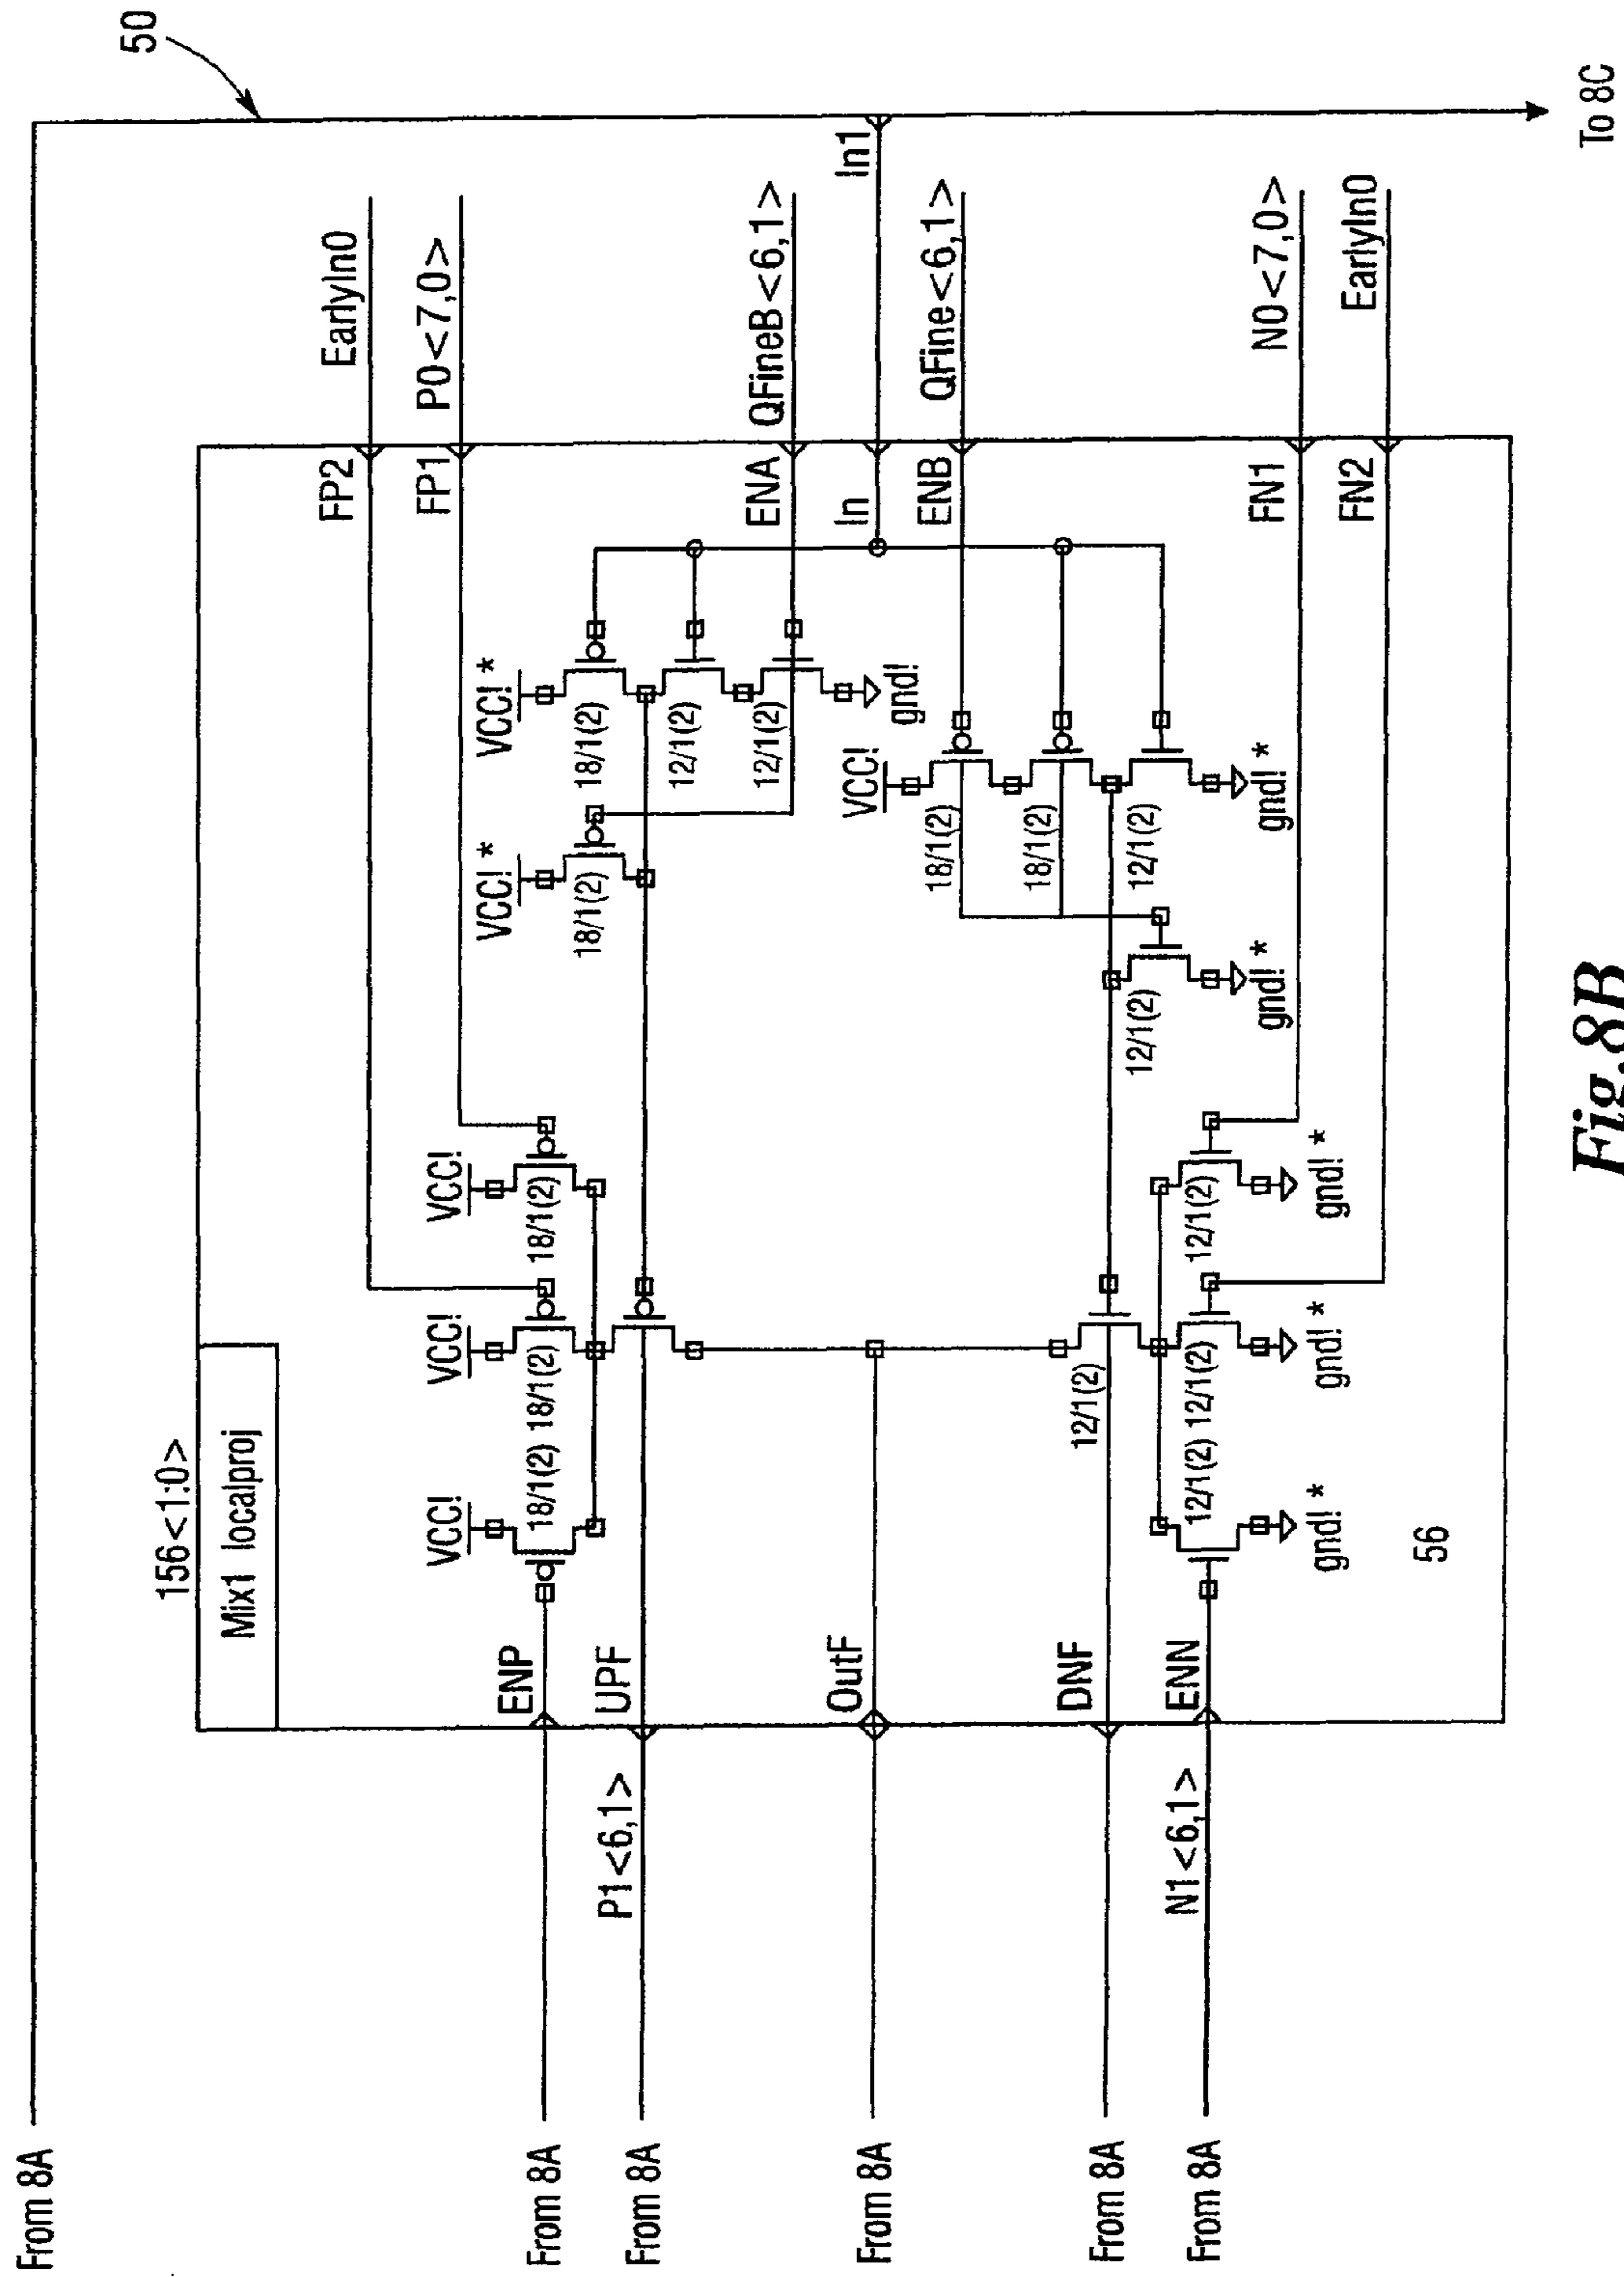 50
To 8C
From 8A
156<1:0>
Mix1 localproj
FP2
EarlyIn0
FP1
P0<7,0>
VCC!
VCC!
VCC!
VCC! *
VCC! *
From 8A
ENP
18/1(2)
18/1(2)
18/1(2)
18/1(2)
18/1(2)
From 8A
P1<6,1>
UPF
12/1(2)
12/1(2)
ENA
QFineB<6,1>
From 8A
OutF
In
In1
gnd!
VCC!
ENB
QFine<6,1>
18/1(2)
18/1(2)
12/1(2)
From 8A
DNF
12/1(2)
12/1(2)
From 8A
N1<6,1>
ENN
12/1(2)
12/1(2)
12/1(2)
gnd! *
gnd! *
FN1
N0<7,0>
gnd! *
gnd! *
gnd! *
FN2
EarlyIn0
56
Fig.8B